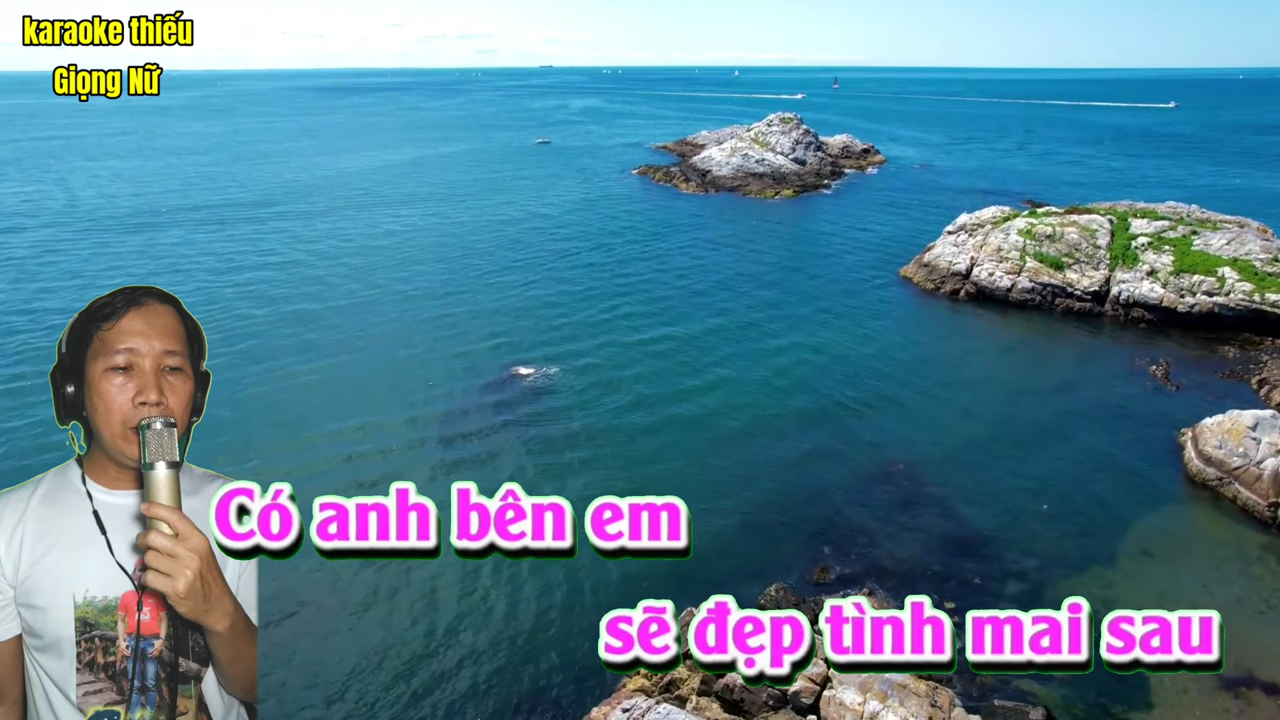 karaoke thiếu
Giọng Nữ
Có anh bên em
sẽ đẹp tình mai sau